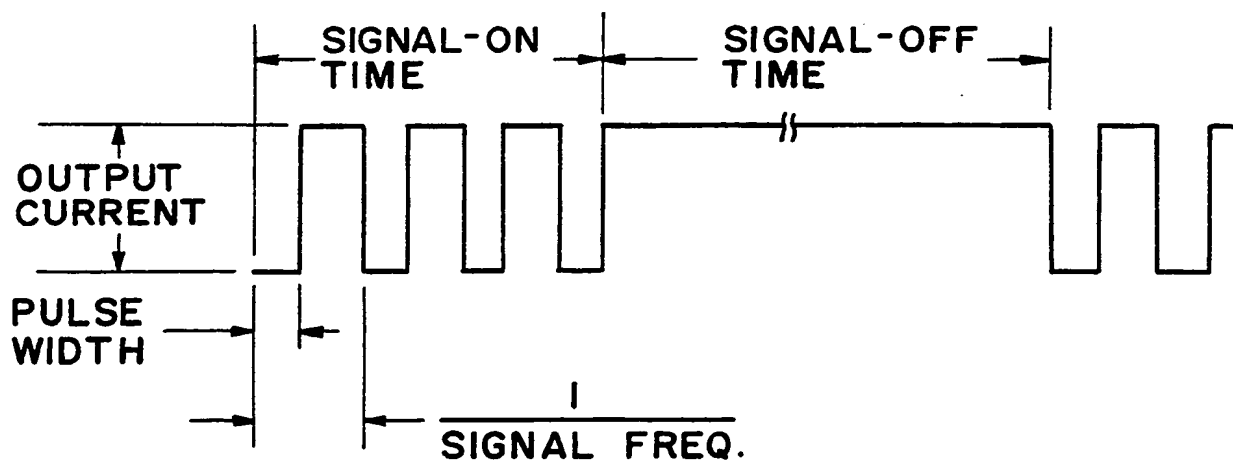 SIGNAL-ON
TIME
SIGNAL-OFF
TIME
OUTPUT
CURRENT
PULSE
WIDTH
1
SIGNAL FREQ.